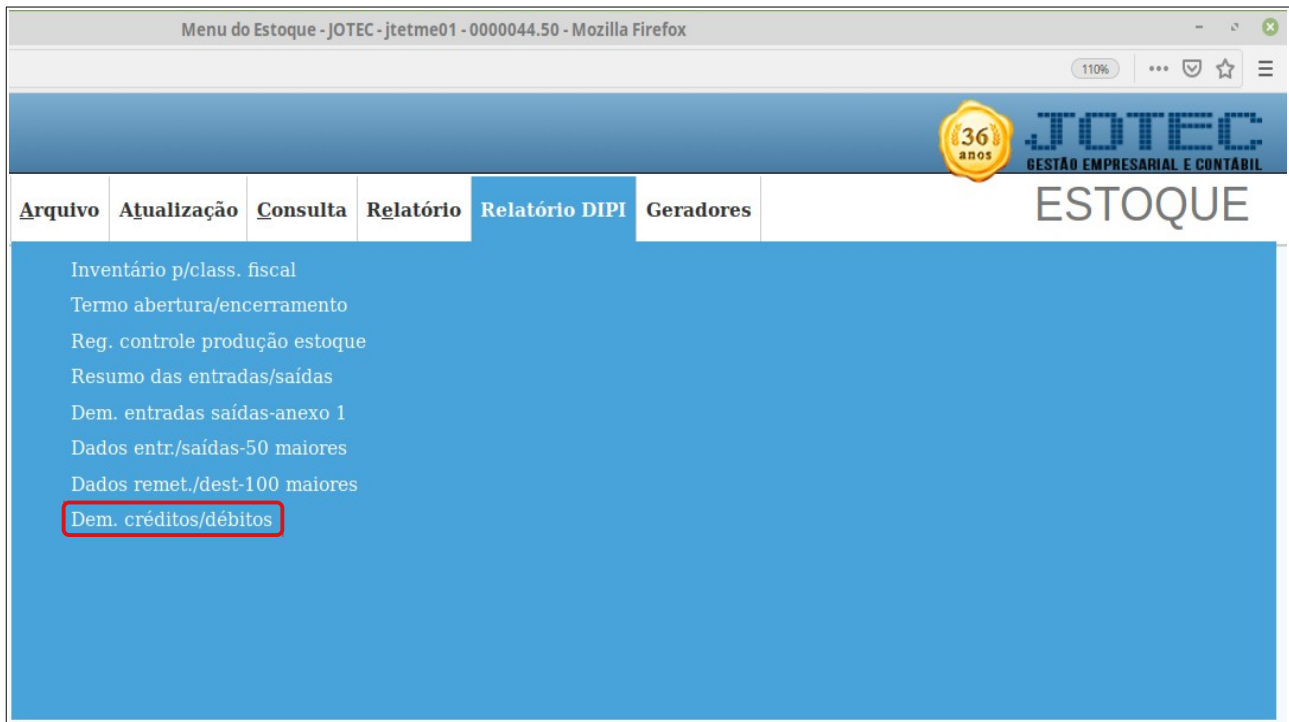 Menu do Estoque - JOTEC - jtetme01 - 0000044.50 - Mozilla Firefox
110%
36
anos
JOTEC
GESTÃO EMPRESARIAL E CONTÁBIL
Arquivo Atualização Consulta Relatório Relatório DIPI Geradores
ESTOQUE
Inventário p/class. fiscal
Termo abertura/encerramento
Reg. controle produção estoque
Resumo das entradas/saídas
Dem. entradas saídas-anexo 1
Dados entr./saídas-50 maiores
Dados remet./dest-100 maiores
Dem. créditos/débitos